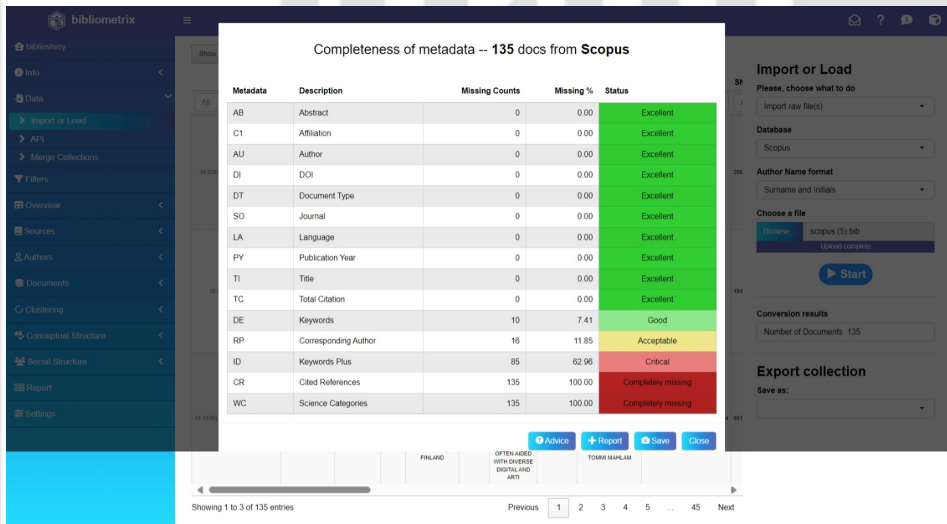 bibliometrix
biblioshiny
Info
Data
Import or Load
API
Merge Collections
Filters
Overview
Sources
Authors
Documents
Clustering
Conceptual Structure
Social Structure
Report
Settings
Show
All
Completeness of metadata -- 135 docs from Scopus
Metadata Description Missing Counts Missing % Status
AB Abstract 0 0.00 Excellent
C1 Affiliation 0 0.00 Excellent
AU Author 0 0.00 Excellent
DI DOI 0 0.00 Excellent
DT Document Type 0 0.00 Excellent
SO Journal 0 0.00 Excellent
LA Language 0 0.00 Excellent
PY Publication Year 0 0.00 Excellent
TI Title 0 0.00 Excellent
TC Total Citation 0 0.00 Excellent
DE Keywords 10 7.41 Good
RP Corresponding Author 16 11.85 Acceptable
ID Keywords Plus 85 62.96 Critical
CR Cited References 135 100.00 Completely missing
WC Science Categories 135 100.00 Completely missing
Advice Report Save Close
FINLAND
OFTEN AIDED
WITH DIVERSE
DIGITAL AND
ARTI
TOMMI MAHLAM
Showing 1 to 3 of 135 entries
Previous 1 2 3 4 5 ... 45 Next
Import or Load
Please, choose what to do
Import raw file(s)
Database
Scopus
Author Name format
Surname and Initials
Choose a file
Browse... scopus (5).bib
Upload complete
Start
Conversion results
Number of Documents 135
Export collection
Save as: